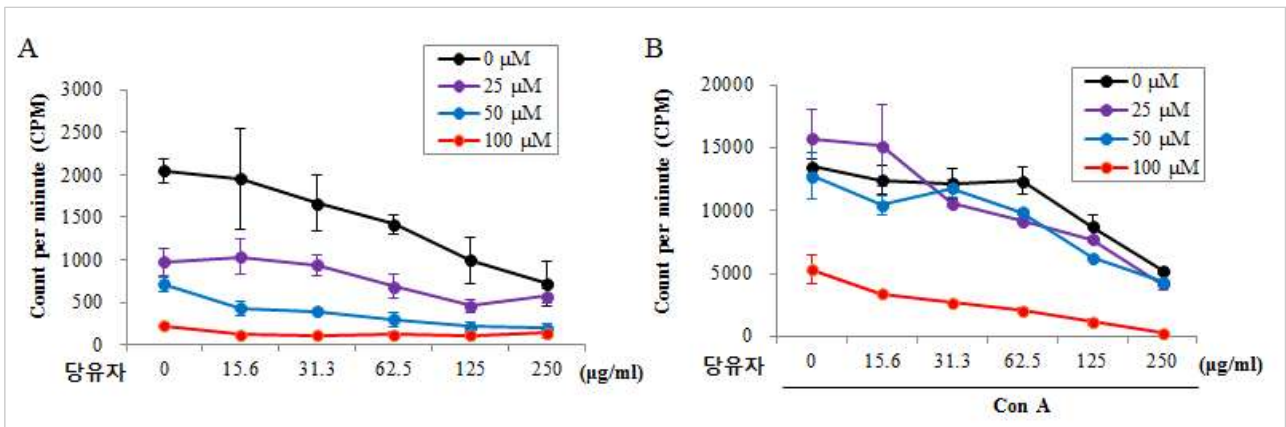 A
0 μM
25 μM
50 μM
100 μM
Count per minute (CPM)
3000
2500
2000
1500
1000
500
0
당유자 0 15.6 31.3 62.5 125 250 (μg/ml)
B
0 μM
25 μM
50 μM
100 μM
Count per minute (CPM)
20000
15000
10000
5000
0
당유자 0 15.6 31.3 62.5 125 250 (μg/ml)
Con A